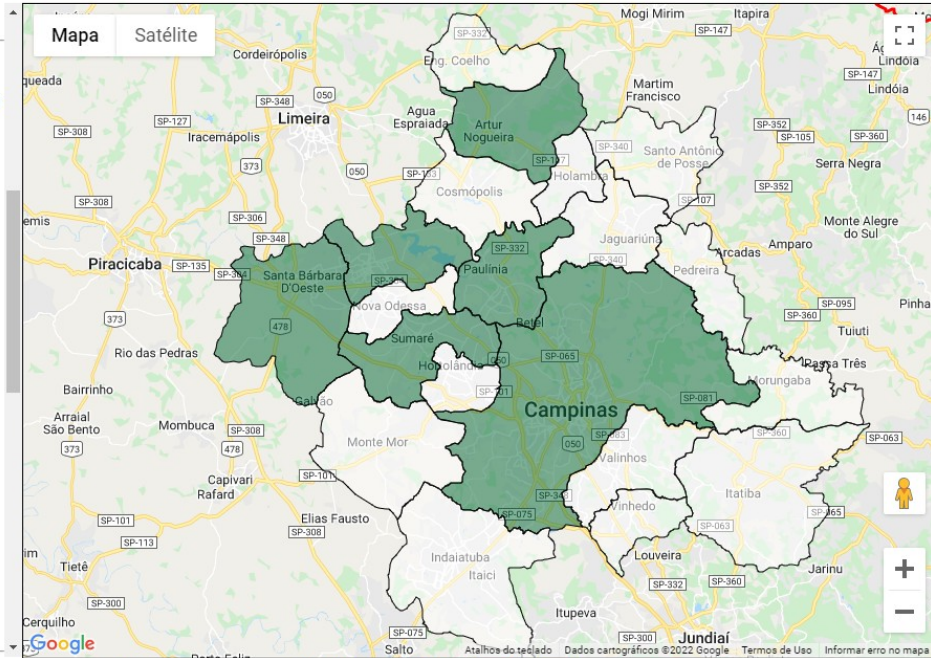 Mapa
Satélite
Mogi Mirim
Itapira
SP-147
SP-332
Cordeirópolis
Eng. Coelho
Lindóia
SP-147
Lindóia
queada
SP-348
050
Martim
Francisco
SP-127
Limeira
Agua
Espraiada
Artur
Nogueira
146
SP-308
Iracemápolis
SP-352
SP-105
SP-360
SP-340
Santo Antônio
de Posse
373
050
SP-133
Holambra
Serra Negra
Cosmópolis
SP-352
SP-107
SP-308
emis
SP-306
Monte Alegre
do Sul
SP-348
SP-332
Jaguariúna
Arcadas
Amparo
Piracicaba
SP-135
SP-304
Santa Bárbara
D'Oeste
Paulínia
SP-340
Pedreira
Nova Odessa
SP-095
Pinha
373
478
Betel
SP-360
Tuiuti
Rio das Pedras
Sumaré
Hortolândia
050
SP-065
Bairrinho
SP-101
SP-081
Morungaba
Galvão
Campinas
Arraial
São Bento
Mombuca
SP-308
Monte Mor
050
SP-083
SP-360
SP-063
373
478
Valinhos
Capivari
SP-101
Rafard
Itatiba
SP-075
Vinhedo
SP-063
SP-065
SP-101
Elias Fausto
SP-308
SP-113
Indaiatuba
Louveira
Tietê
Itaici
SP-332
SP-360
Jarinu
SP-300
Itupeva
Cerquilho
SP-075
SP-300
Jundiaí
Google
Salto
Atalhos do teclado
Dados cartográficos ©2022 Google
Termos de Uso
Informar erro no mapa